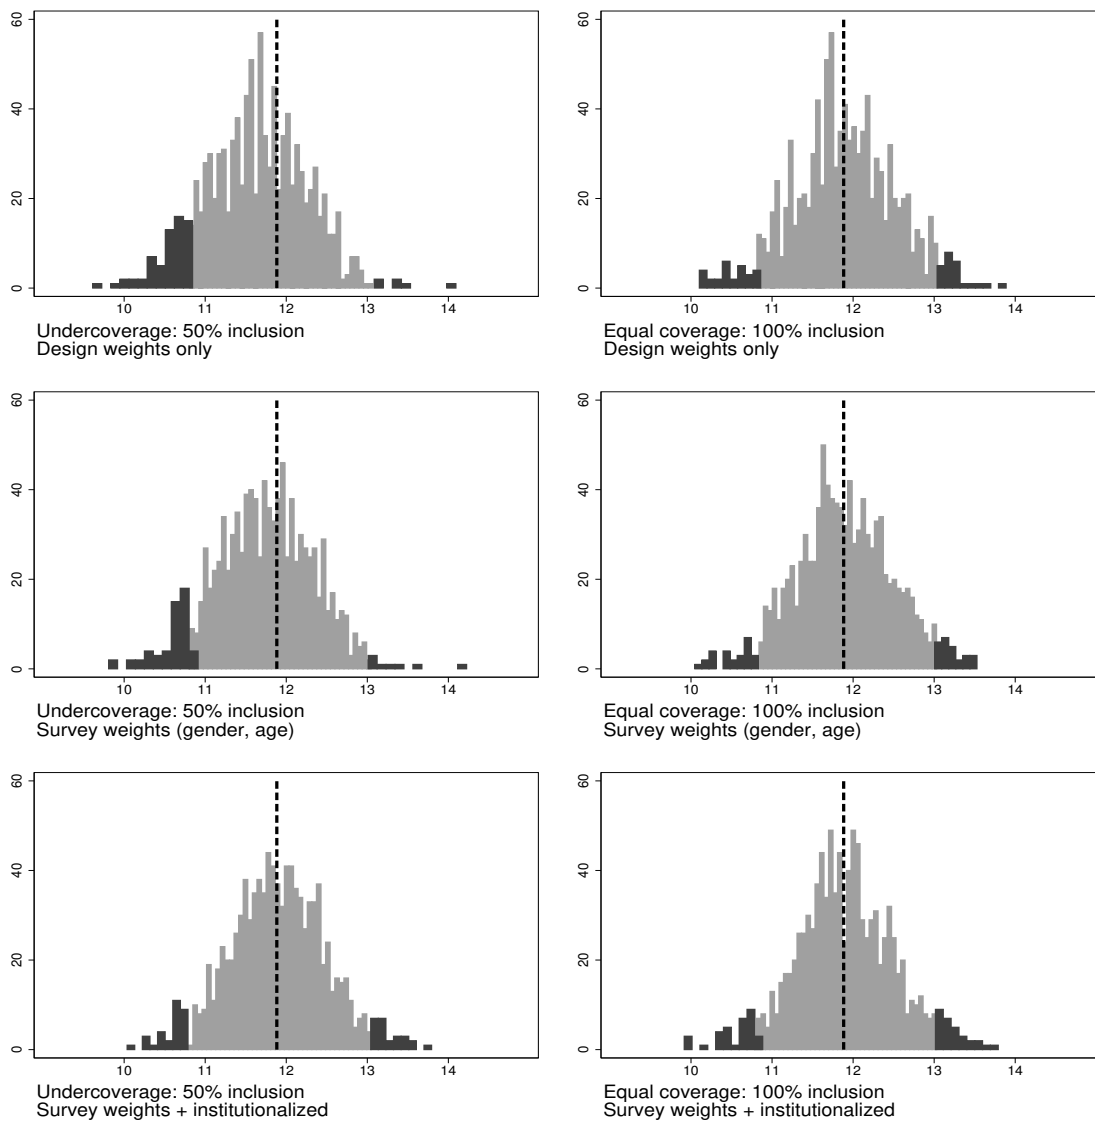 60
40
20
0
10 11 12 13 14
Undercoverage: 50% inclusion
Design weights only
60
40
20
0
10 11 12 13 14
Equal coverage: 100% inclusion
Design weights only
60
40
20
0
10 11 12 13 14
Undercoverage: 50% inclusion
Survey weights (gender, age)
60
40
20
0
10 11 12 13 14
Equal coverage: 100% inclusion
Survey weights (gender, age)
60
40
20
0
10 11 12 13 14
Undercoverage: 50% inclusion
Survey weights + institutionalized
60
40
20
0
10 11 12 13 14
Equal coverage: 100% inclusion
Survey weights + institutionalized